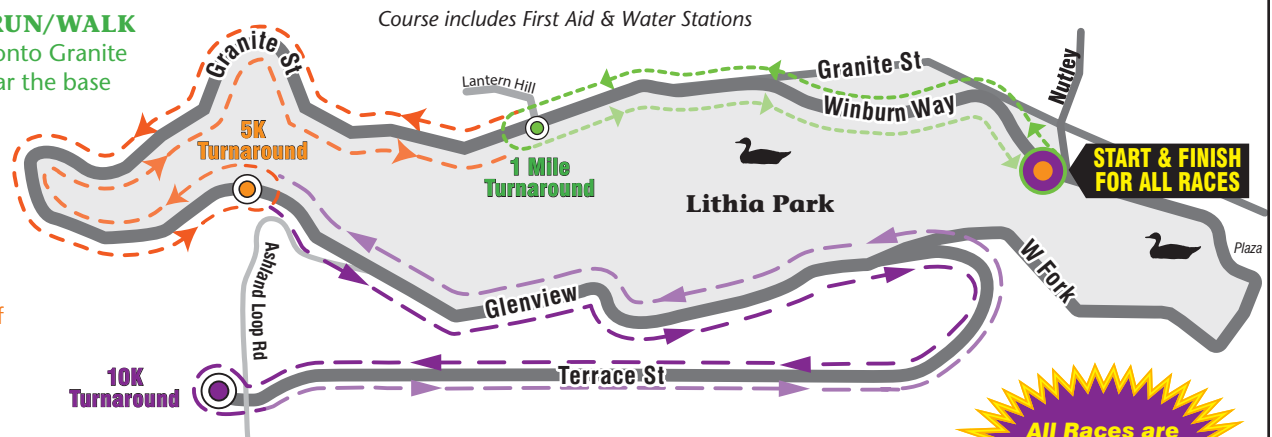 RUN/WALK
onto Granite
ar the base
Course includes First Aid & Water Stations
Granite St
Lantern Hill
Granite St
Winburn Way
Nutley
5K
Turnaround
1 Mile
Turnaround
START & FINISH
FOR ALL RACES
Lithia Park
Plaza
W Fork
Ashland Loop Rd
Glenview
f
10K
Turnaround
Terrace St
All Races are